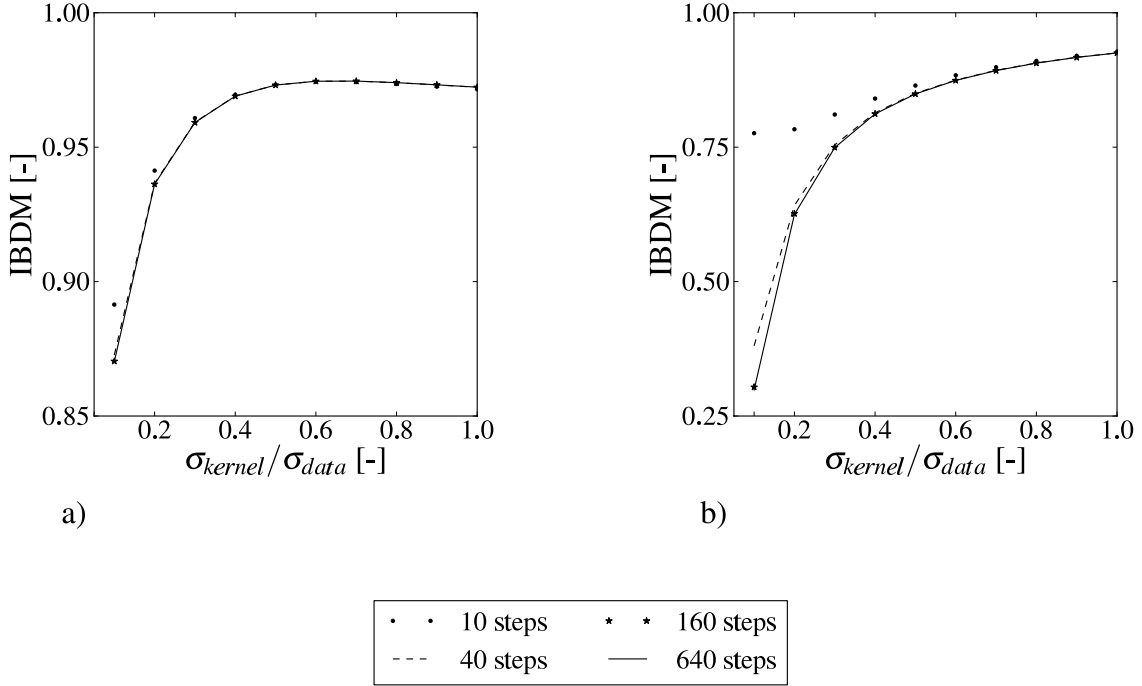 1.00
0.95
0.90
0.85
IBDM [-]
0.2 0.4 0.6 0.8 1.0
σkernel/σdata [-]
a)
1.00
0.75
0.50
0.25
IBDM [-]
0.2 0.4 0.6 0.8 1.0
σkernel/σdata [-]
b)
10 steps
160 steps
40 steps
640 steps